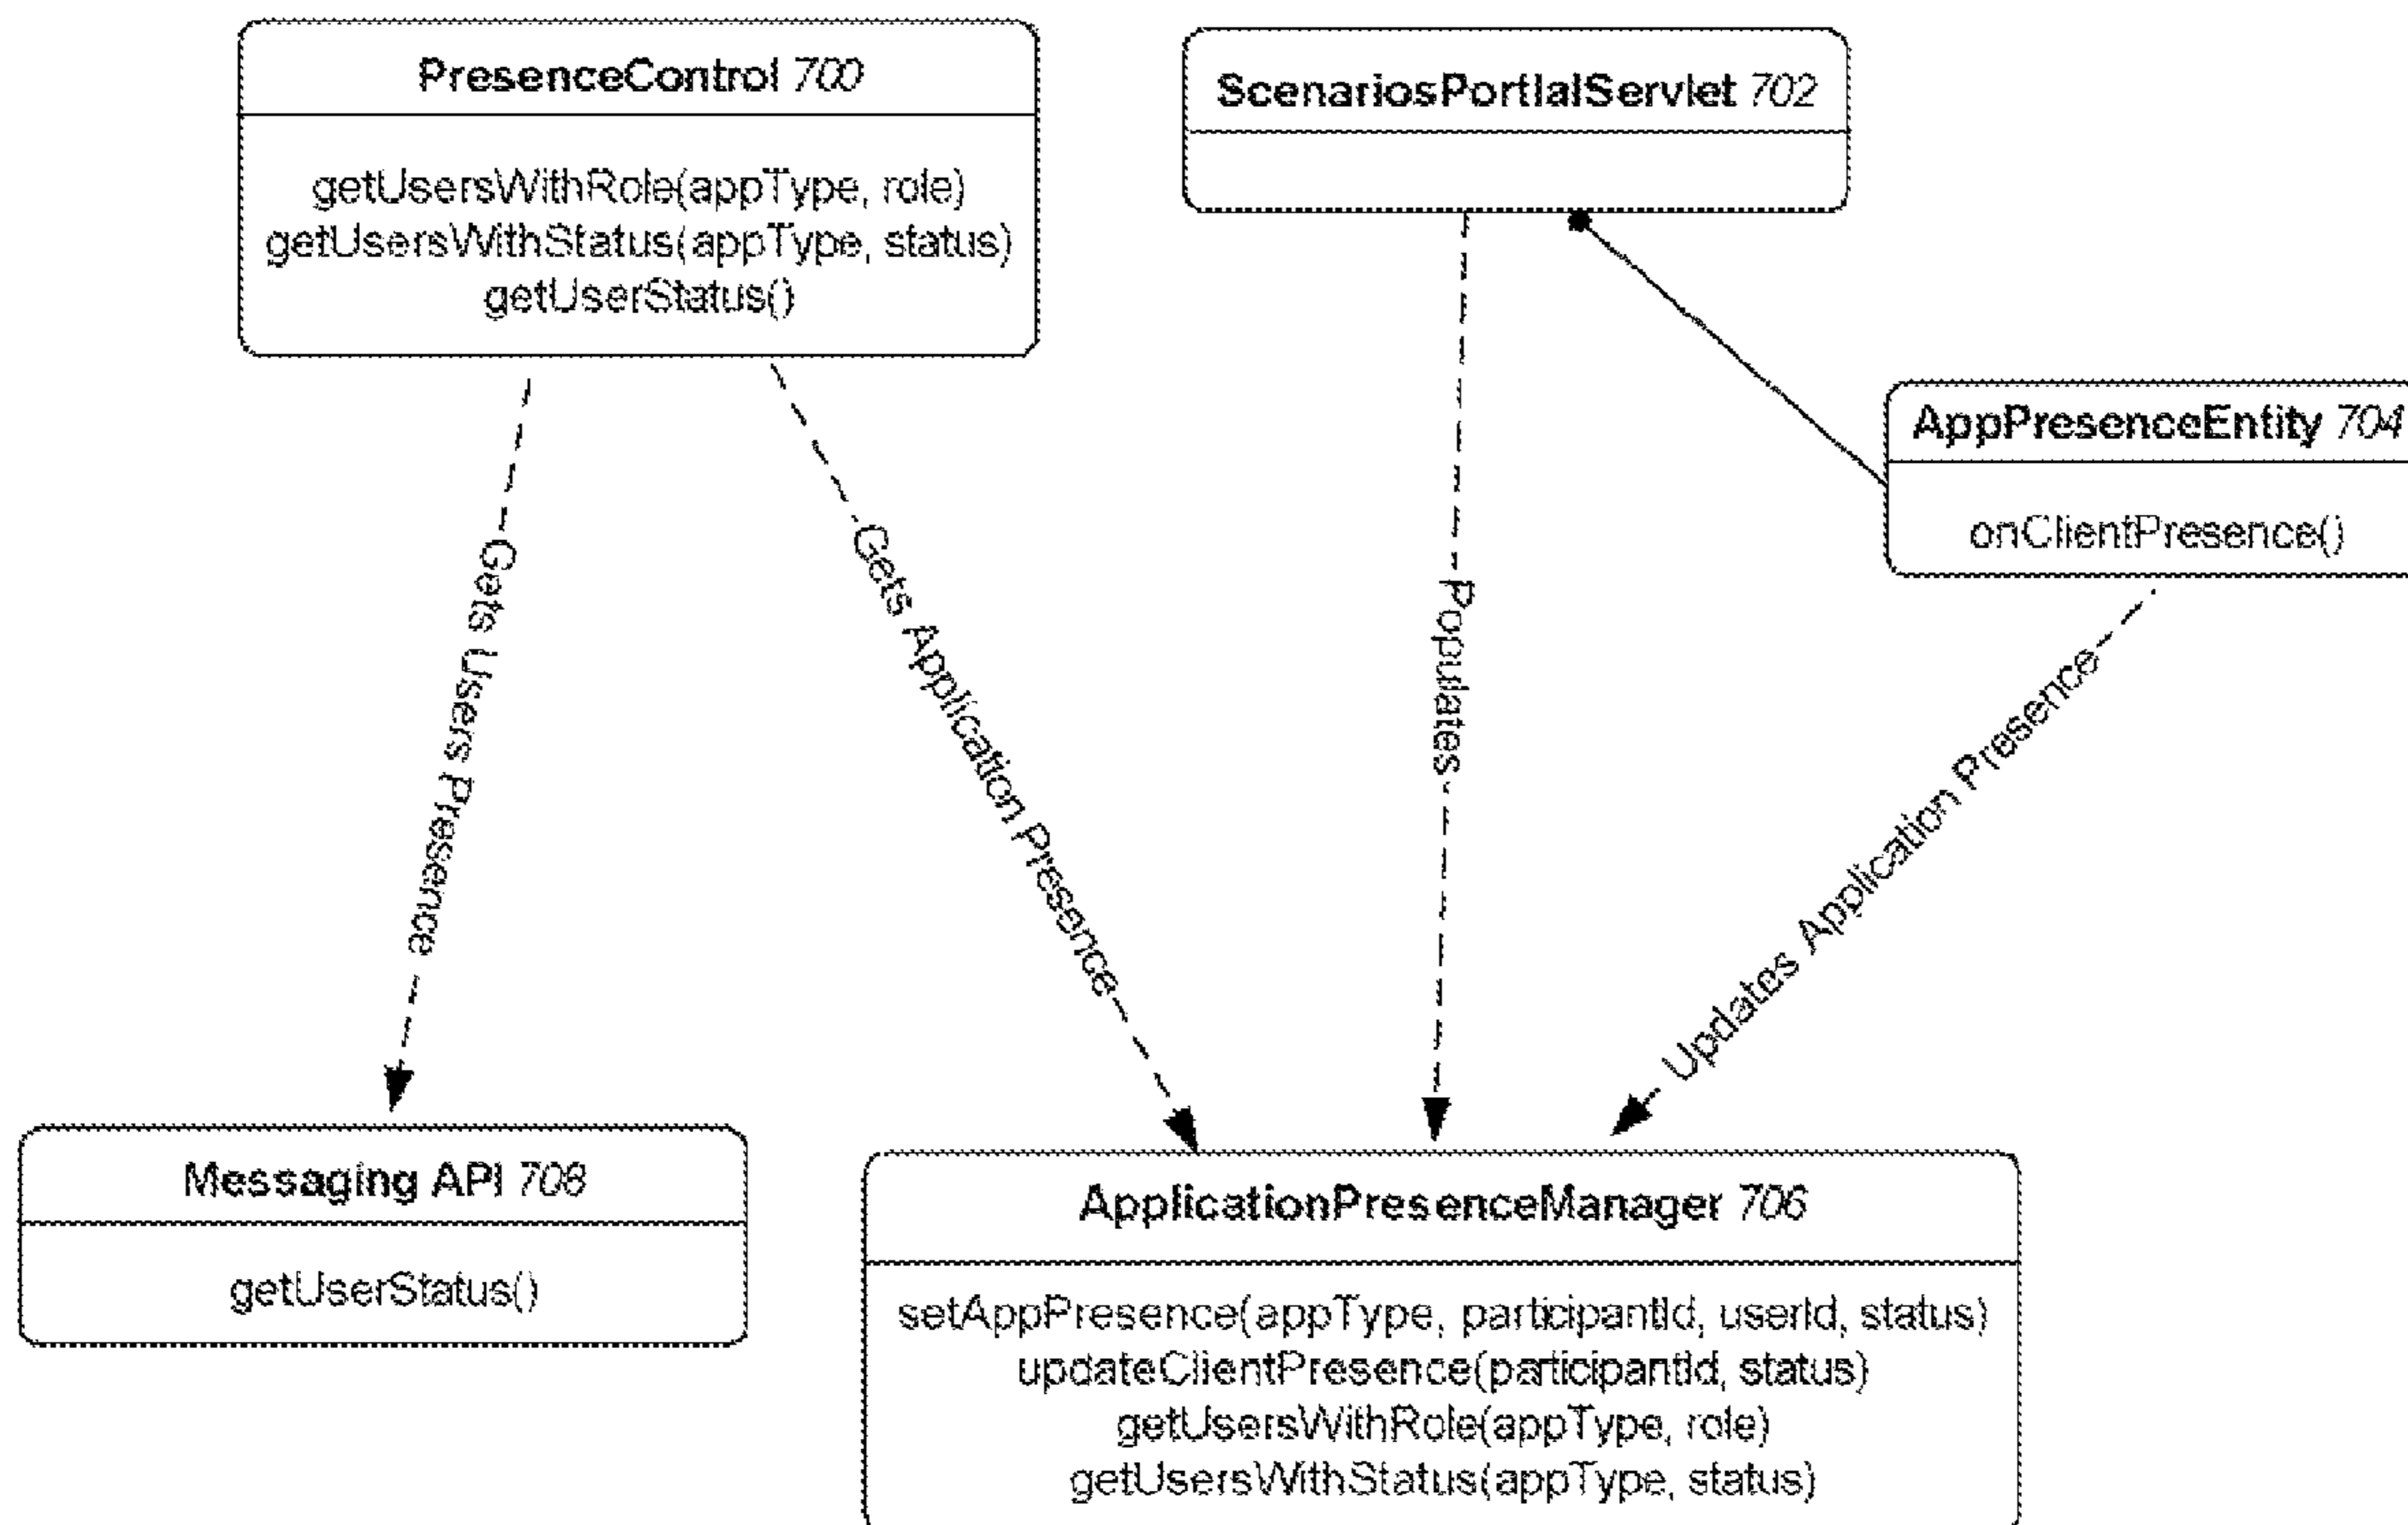 PresenceControl 700
getUsersWithRole(appType, role)
getUsersWithStatus(appType, status)
getUserStatus()
ScenariosPortlalServlet 702
AppPresenceEntity 704
onClientPresence()
Gets Users Presence
Gets Application Presence
Populates
Updates Application Presence
Messaging API 708
getUserStatus()
ApplicationPresenceManager 706
setAppPresence(appType, participantId, userId, status)
updateClientPresence(participantId, status)
getUsersWithRole(appType, role)
getUsersWithStatus(appType, status)